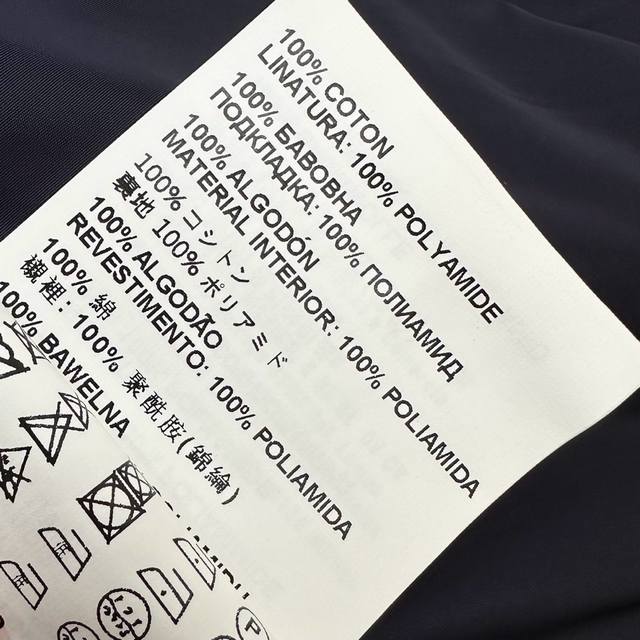 100% COTON
LINATURA: 100% POLYAMIDE
100% БАВОВНА
ПОДКЛАДКА: 100% ПОЛИАМИД
100% ALGODÓN
MATERIAL INTERIOR: 100% POLIAMIDA
100% コットン
裏地 100% ポリアミド
100% ALGODÃO
REVESTIMENTO: 100% POLIAMIDA
100% 綿
襯裡: 100% 聚酰胺(錦綸)
100% BAWELNA
P